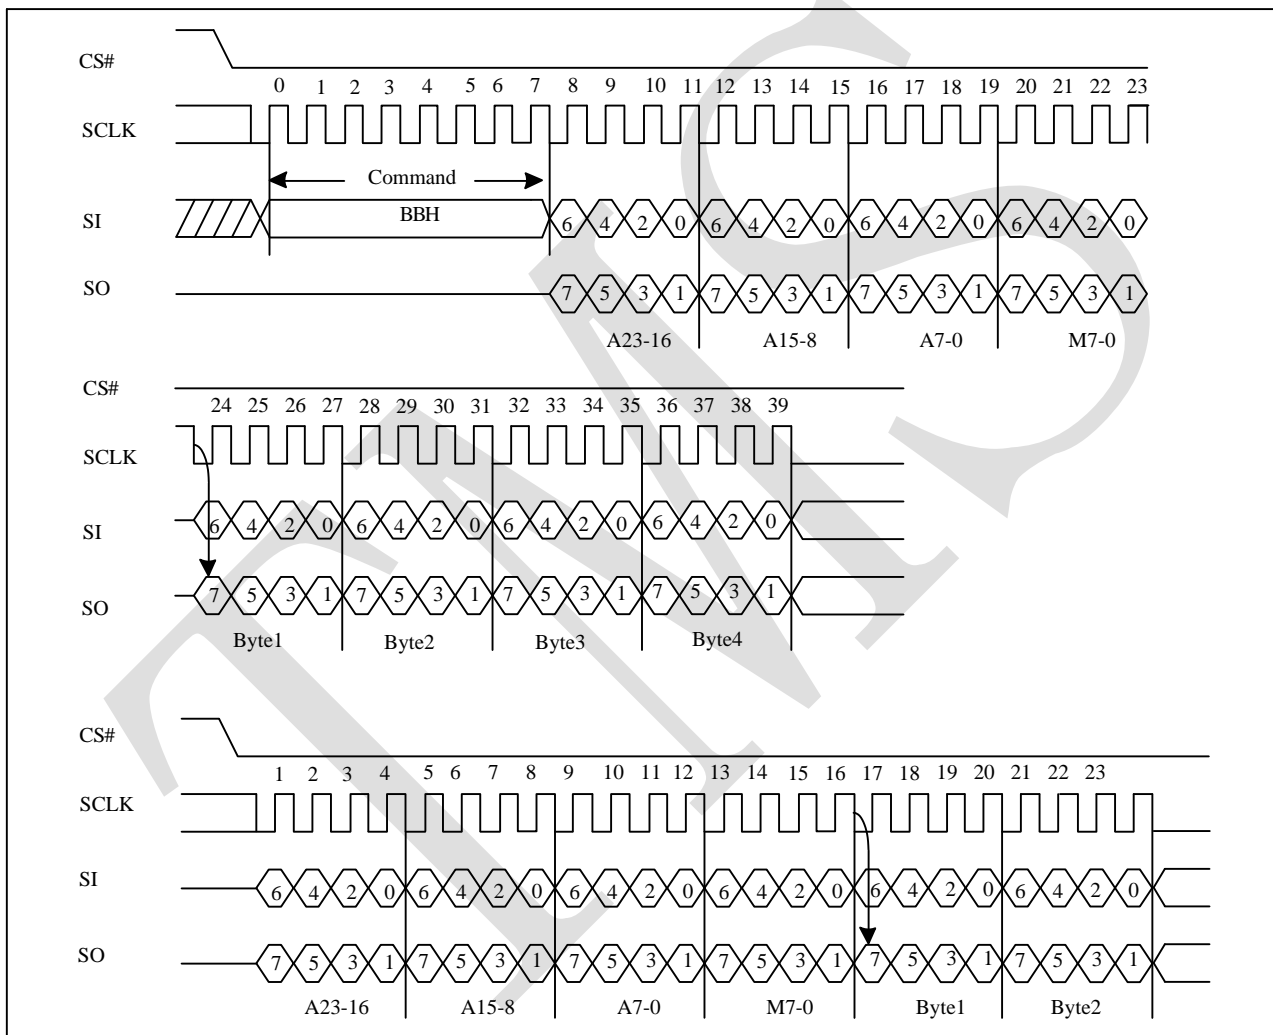 CS#
0 1 2 3 4 5 6 7 8 9 10 11 12 13 14 15 16 17 18 19 20 21 22 23
SCLK
Command
SI BBH 6 4 2 0 6 4 2 0 6 4 2 0 6 4 2 0
SO 7 5 3 1 7 5 3 1 7 5 3 1 7 5 3 1
A23-16 A15-8 A7-0 M7-0
CS#
24 25 26 27 28 29 30 31 32 33 34 35 36 37 38 39
SCLK
SI 6 4 2 0 6 4 2 0 6 4 2 0 6 4 2 0
SO 7 5 3 1 7 5 3 1 7 5 3 1 7 5 3 1
Byte1 Byte2 Byte3 Byte4
CS#
1 2 3 4 5 6 7 8 9 10 11 12 13 14 15 16 17 18 19 20 21 22 23
SCLK
SI 6 4 2 0 6 4 2 0 6 4 2 0 6 4 2 0 6 4 2 0 6 4 2 0
SO 7 5 3 1 7 5 3 1 7 5 3 1 7 5 3 1 7 5 3 1 7 5 3 1
A23-16 A15-8 A7-0 M7-0 Byte1 Byte2
TMS